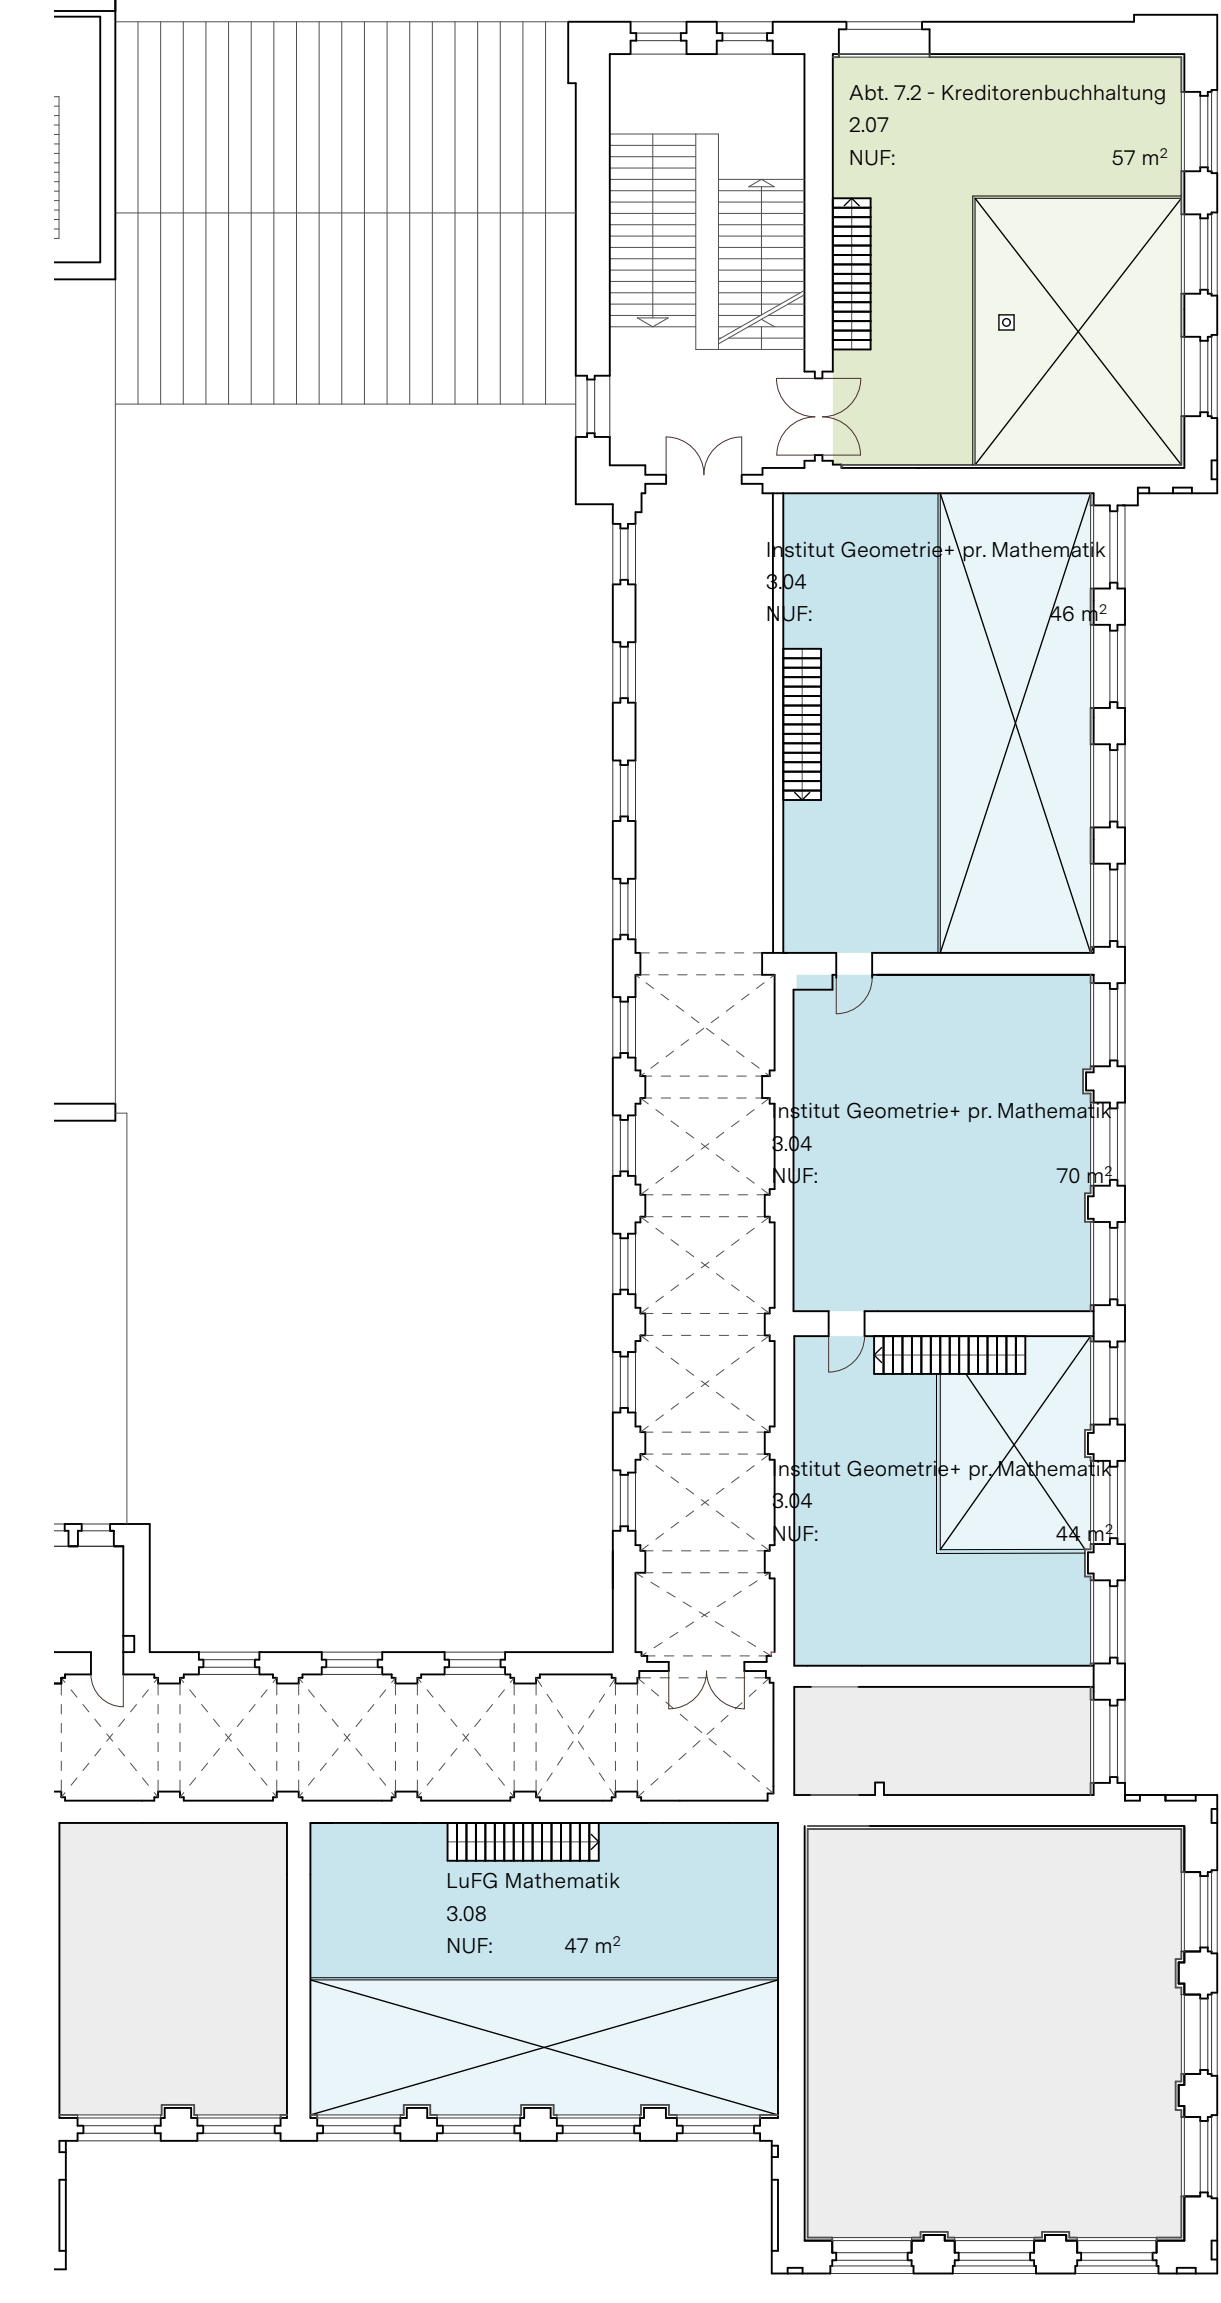 Abt. 7.2 - Kreditorenbuchhaltung
2.07
NUF: 57 m²
Institut Geometrie+ pr. Mathematik
3.04
NUF: 46 m²
Institut Geometrie+ pr. Mathematik
3.04
NUF: 70 m²
Institut Geometrie+ pr. Mathematik
3.04
NUF: 44 m²
LuFG Mathematik
3.08
NUF: 47 m²